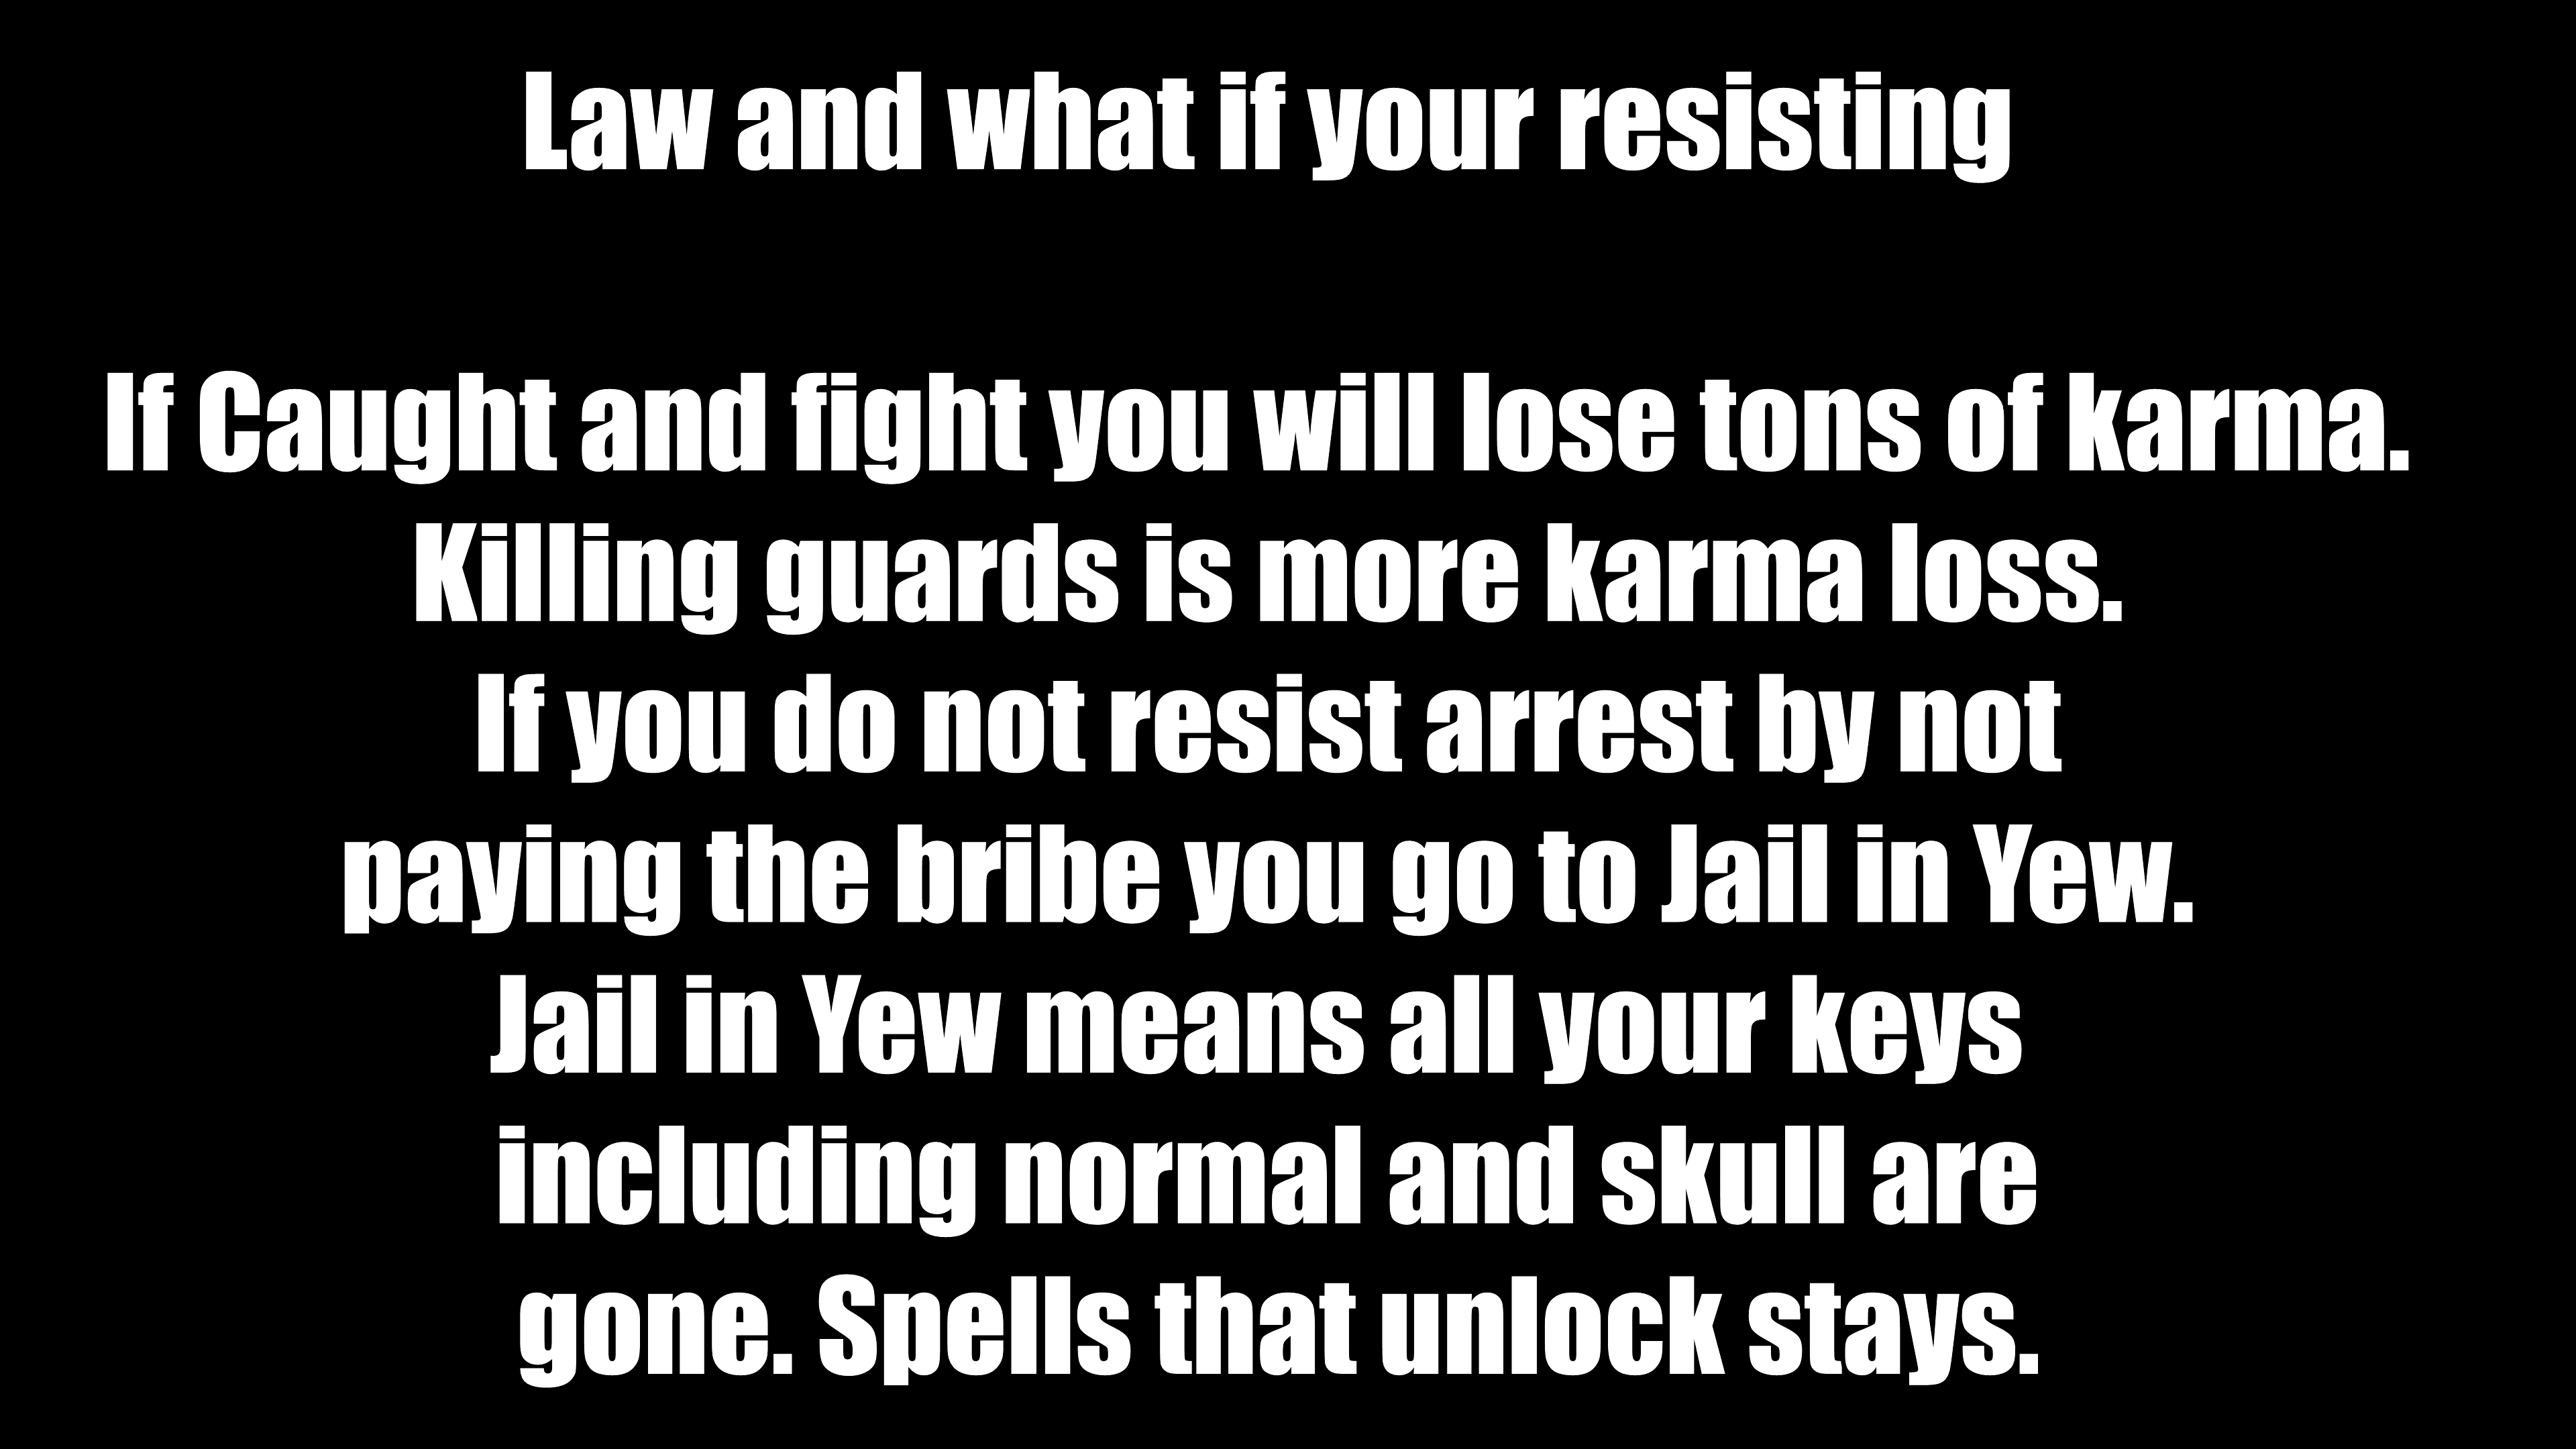 Law and what if your resisting
If Caught and fight you will lose tons of karma.
Killing guards is more karma loss.
If you do not resist arrest by not
paying the bribe you go to Jail in Yew.
Jail in Yew means all your keys
including normal and skull are
gone. Spells that unlock stays.